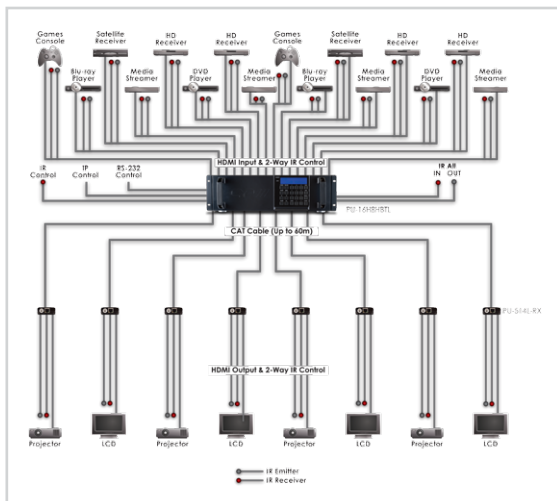 Games Console
Satellite Receiver
HD Receiver
HD Receiver
Games Console
Satellite Receiver
HD Receiver
HD Receiver
Blu-ray Player
Media Streamer
DVD Player
Media Streamer
Blu-ray Player
Media Streamer
DVD Player
Media Streamer
HDMI Input & 2-Way IR Control
IR Control
IP Control
RS-232 Control
IR All
IN OUT
PU-16H8HBTL
CAT Cable (Up to 60m)
PU-514L-RX
HDMI Output & 2-Way IR Control
Projector
LCD
Projector
LCD
Projector
LCD
Projector
LCD
IR Emitter
IR Receiver